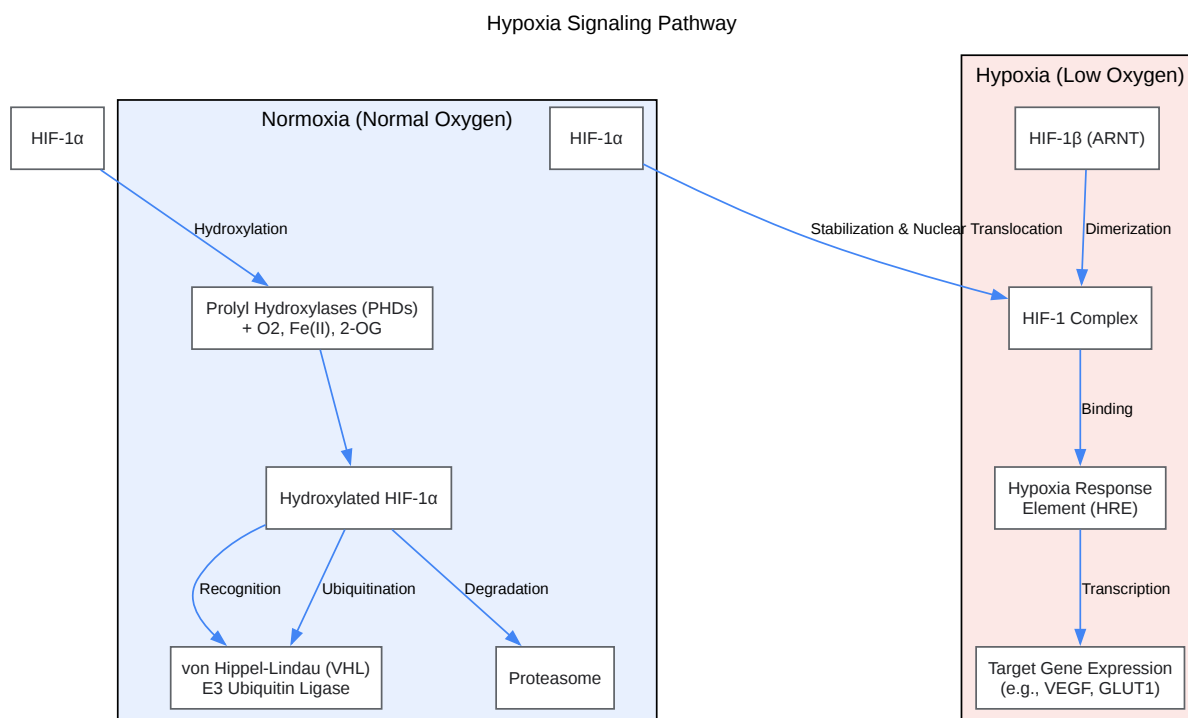 Hypoxia Signaling Pathway
Normoxia (Normal Oxygen)
Hypoxia (Low Oxygen)
HIF-1α
HIF-1α
HIF-1β (ARNT)
Hydroxylation
Stabilization & Nuclear Translocation
Dimerization
Prolyl Hydroxylases (PHDs)
+ O2, Fe(II), 2-OG
HIF-1 Complex
Binding
Hydroxylated HIF-1α
Hypoxia Response
Element (HRE)
Recognition
Ubiquitination
Degradation
Transcription
von Hippel-Lindau (VHL)
E3 Ubiquitin Ligase
Proteasome
Target Gene Expression
(e.g., VEGF, GLUT1)